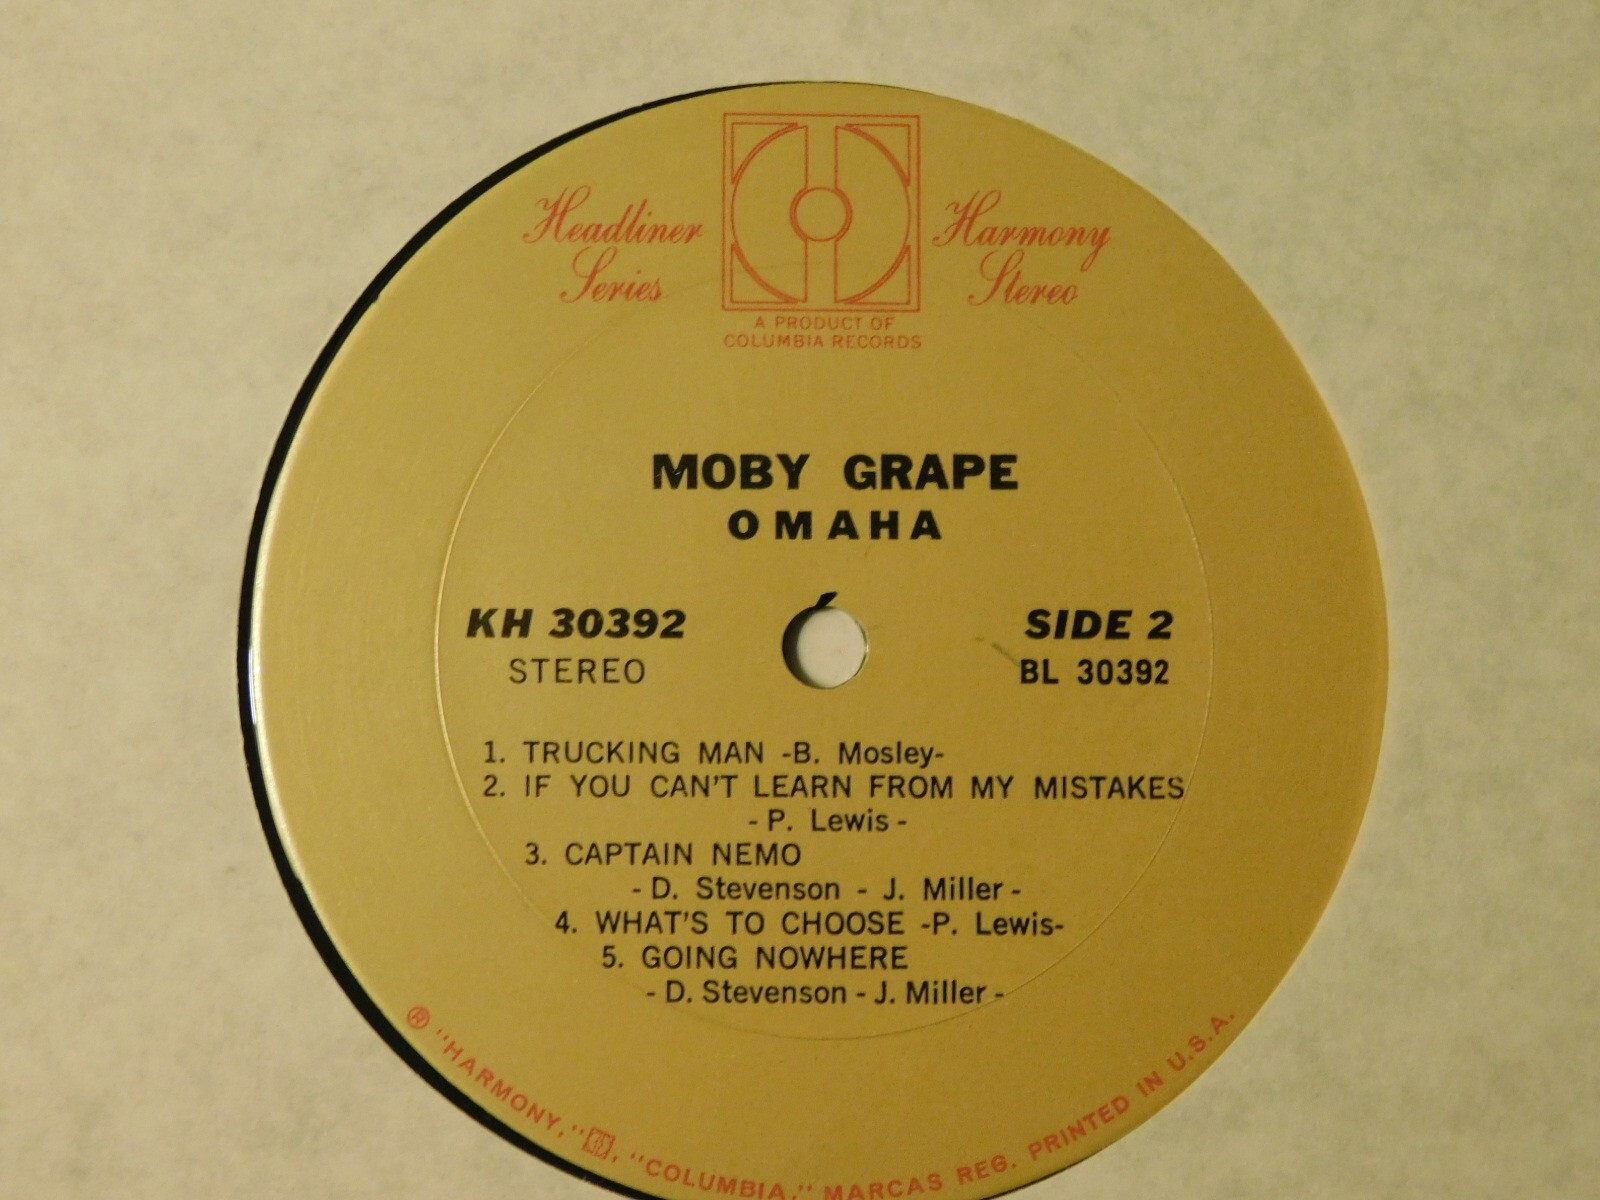 Headliner Series
Harmony Stereo
A PRODUCT OF
COLUMBIA RECORDS
MOBY GRAPE
OMAHA
KH 30392
STEREO
SIDE 2
BL 30392
1. TRUCKING MAN -B. Mosley-
2. IF YOU CAN'T LEARN FROM MY MISTAKES
- P. Lewis -
3. CAPTAIN NEMO
- D. Stevenson - J. Miller -
4. WHAT'S TO CHOOSE -P. Lewis-
5. GOING NOWHERE
- D. Stevenson - J. Miller -
® "HARMONY," , "COLUMBIA," MARCAS REG. PRINTED IN U.S.A.